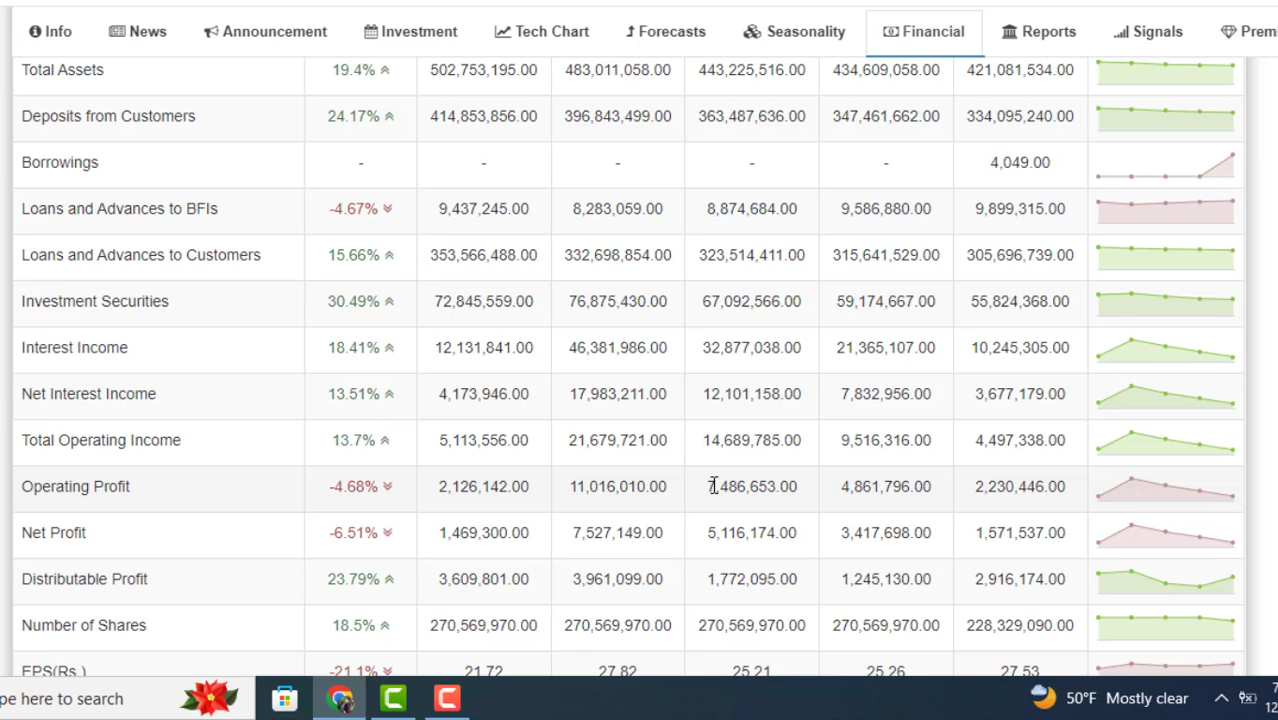 Info News Announcement Investment Tech Chart Forecasts Seasonality Financial Reports Signals Premi
Total Assets 19.4% 502,753,195.00 483,011,058.00 443,225,516.00 434,609,058.00 421,081,534.00
Deposits from Customers 24.17% 414,853,856.00 396,843,499.00 363,487,636.00 347,461,662.00 334,095,240.00
Borrowings - - - - - 4,049.00
Loans and Advances to BFIs -4.67% 9,437,245.00 8,283,059.00 8,874,684.00 9,586,880.00 9,899,315.00
Loans and Advances to Customers 15.66% 353,566,488.00 332,698,854.00 323,514,411.00 315,641,529.00 305,696,739.00
Investment Securities 30.49% 72,845,559.00 76,875,430.00 67,092,566.00 59,174,667.00 55,824,368.00
Interest Income 18.41% 12,131,841.00 46,381,986.00 32,877,038.00 21,365,107.00 10,245,305.00
Net Interest Income 13.51% 4,173,946.00 17,983,211.00 12,101,158.00 7,832,956.00 3,677,179.00
Total Operating Income 13.7% 5,113,556.00 21,679,721.00 14,689,785.00 9,516,316.00 4,497,338.00
Operating Profit -4.68% 2,126,142.00 11,016,010.00 7,486,653.00 4,861,796.00 2,230,446.00
Net Profit -6.51% 1,469,300.00 7,527,149.00 5,116,174.00 3,417,698.00 1,571,537.00
Distributable Profit 23.79% 3,609,801.00 3,961,099.00 1,772,095.00 1,245,130.00 2,916,174.00
Number of Shares 18.5% 270,569,970.00 270,569,970.00 270,569,970.00 270,569,970.00 228,329,090.00
EPS(Rs.) -21.1% 21.72 27.82 25.21 25.26 27.53
pe here to search 50°F Mostly clear